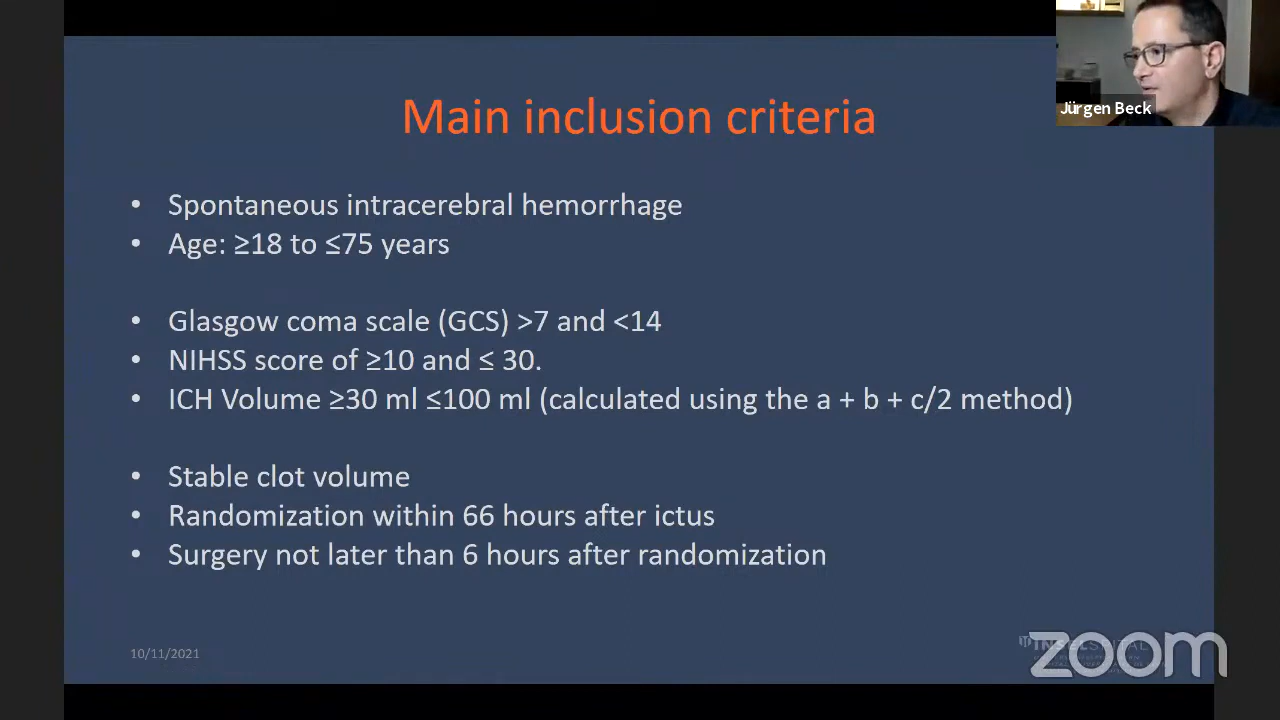 Main inclusion criteria
Jürgen Beck
• Spontaneous intracerebral hemorrhage
• Age: ≥18 to ≤75 years
• Glasgow coma scale (GCS) >7 and <14
• NIHSS score of ≥10 and ≤ 30.
• ICH Volume ≥30 ml ≤100 ml (calculated using the a + b + c/2 method)
• Stable clot volume
• Randomization within 66 hours after ictus
• Surgery not later than 6 hours after randomization
10/11/2021
INSELSPITAL
zoom